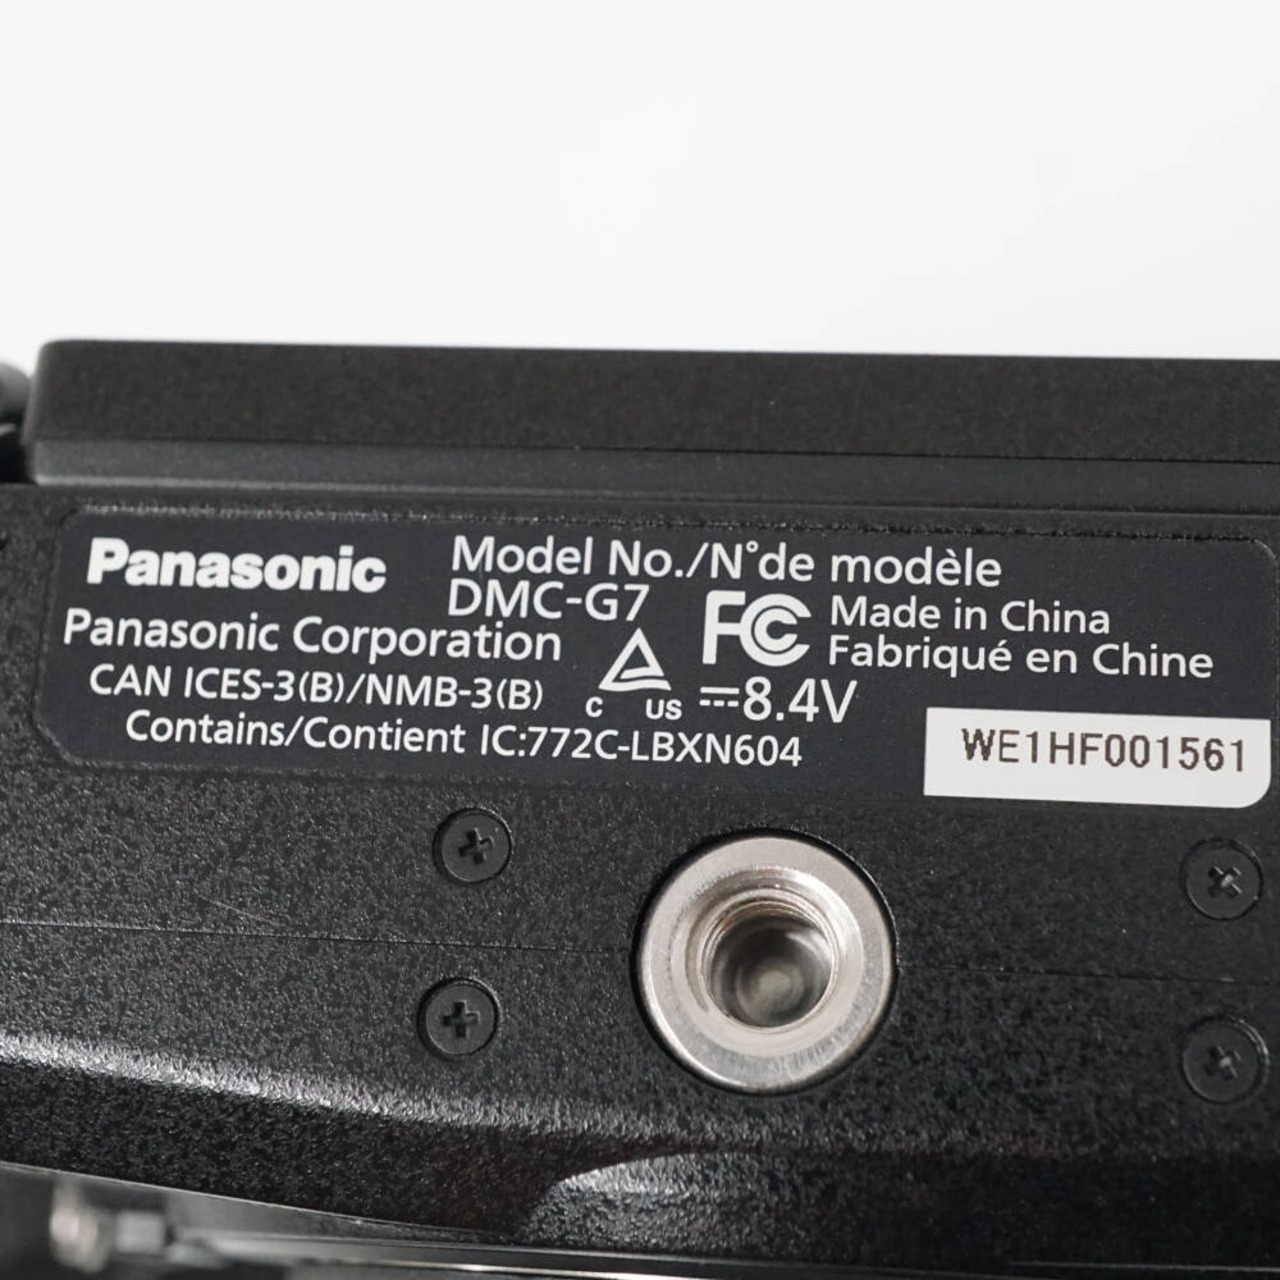 Panasonic
Model No./N°de modèle
DMC-G7
Panasonic Corporation
FC
Made in China
Fabriqué en Chine
CAN ICES-3(B)/NMB-3(B)
C US
⎓8.4V
Contains/Contient IC:772C-LBXN604
WE1HF001561